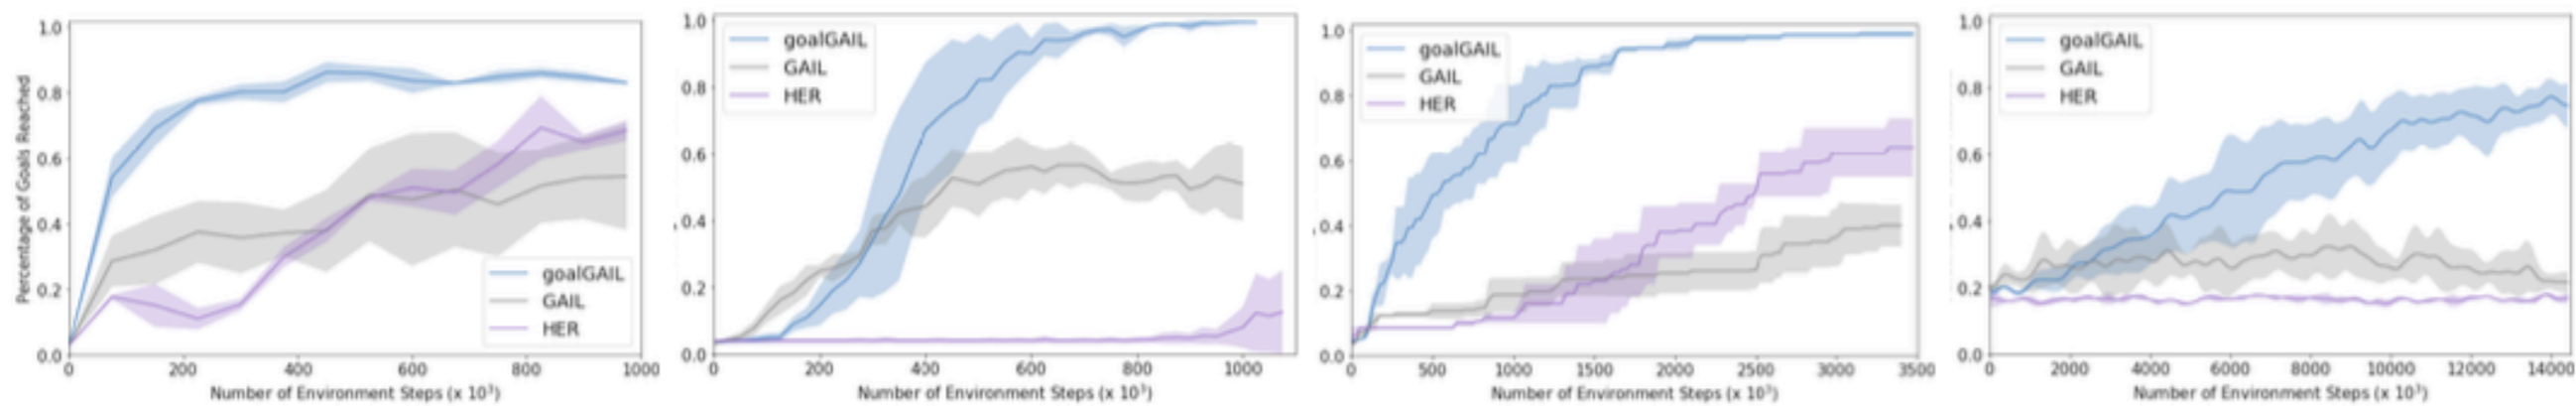 Percentage of Goals Reached
1.0
0.8
0.6
0.4
0.2
0.0
goalGAIL
GAIL
HER
0 200 400 600 800 1000
Number of Environment Steps (x 10³)
1.0
0.8
0.6
0.4
0.2
0.0
goalGAIL
GAIL
HER
0 200 400 600 800 1000
Number of Environment Steps (x 10³)
1.0
0.8
0.6
0.4
0.2
0.0
goalGAIL
GAIL
HER
0 500 1000 1500 2000 2500 3000 3500
Number of Environment Steps (x 10³)
1.0
0.8
0.6
0.4
0.2
0.0
goalGAIL
GAIL
HER
0 2000 4000 6000 8000 10000 12000 14000
Number of Environment Steps (x 10³)